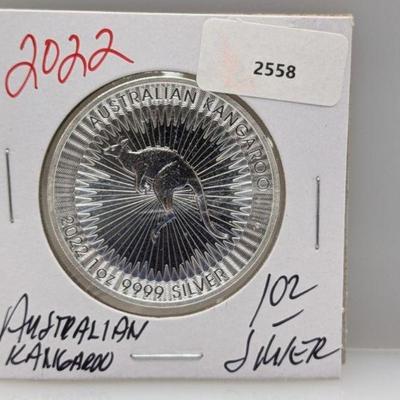 2022
2558
AUSTRALIAN KANGAROO
2022 1OZ 9999 SILVER
AUSTRALIAN
KANGAROO
1OZ
SILVER